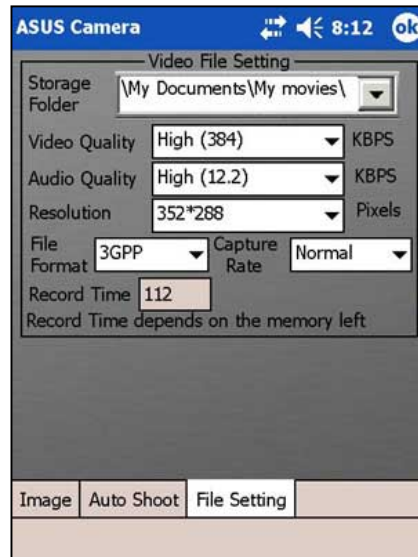 ASUS Camera 8:12 ok
Video File Setting
Storage Folder \My Documents\My movies\
Video Quality High (384) KBPS
Audio Quality High (12.2) KBPS
Resolution 352*288 Pixels
File Format 3GPP Capture Rate Normal
Record Time 112
Record Time depends on the memory left
Image Auto Shoot File Setting